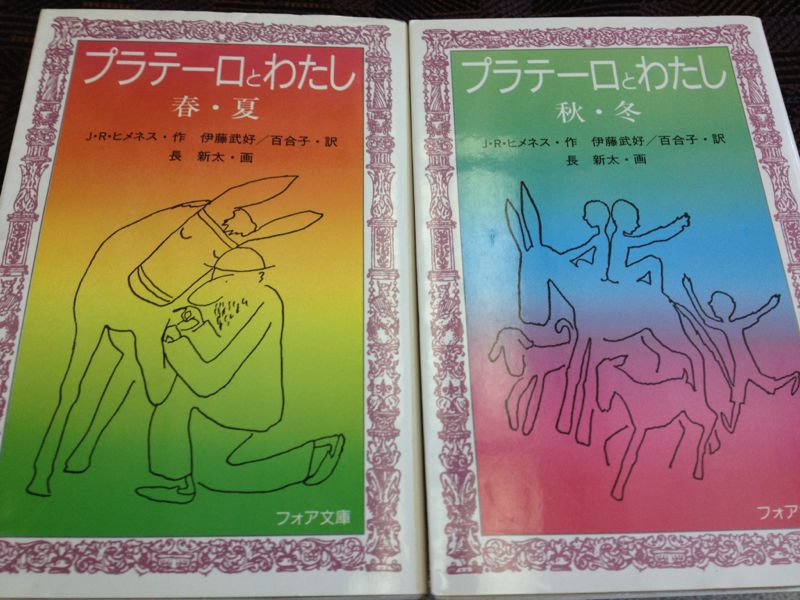 プラテーロとわたし
春・夏
J・R・ヒメネス・作 伊藤武好／百合子・訳
長 新太・画
フォア文庫
プラテーロとわたし
秋・冬
J・R・ヒメネス・作 伊藤武好／百合子・訳
長 新太・画
フォア